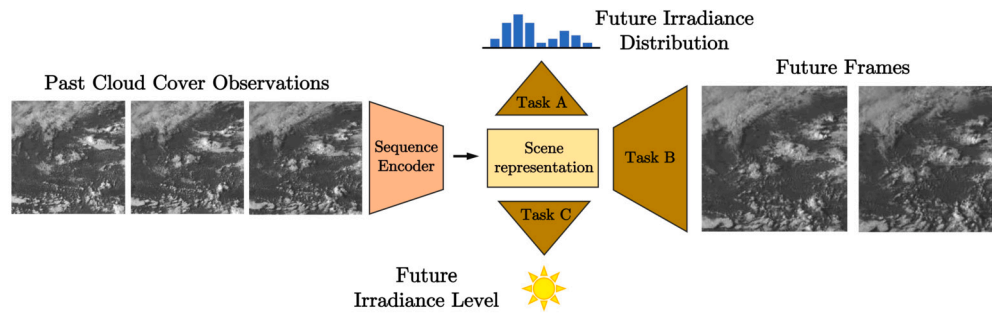 Future Irradiance
Distribution
Past Cloud Cover Observations
Future Frames
Task A
Sequence
Encoder
Scene
representation
Task B
Task C
Future
Irradiance Level